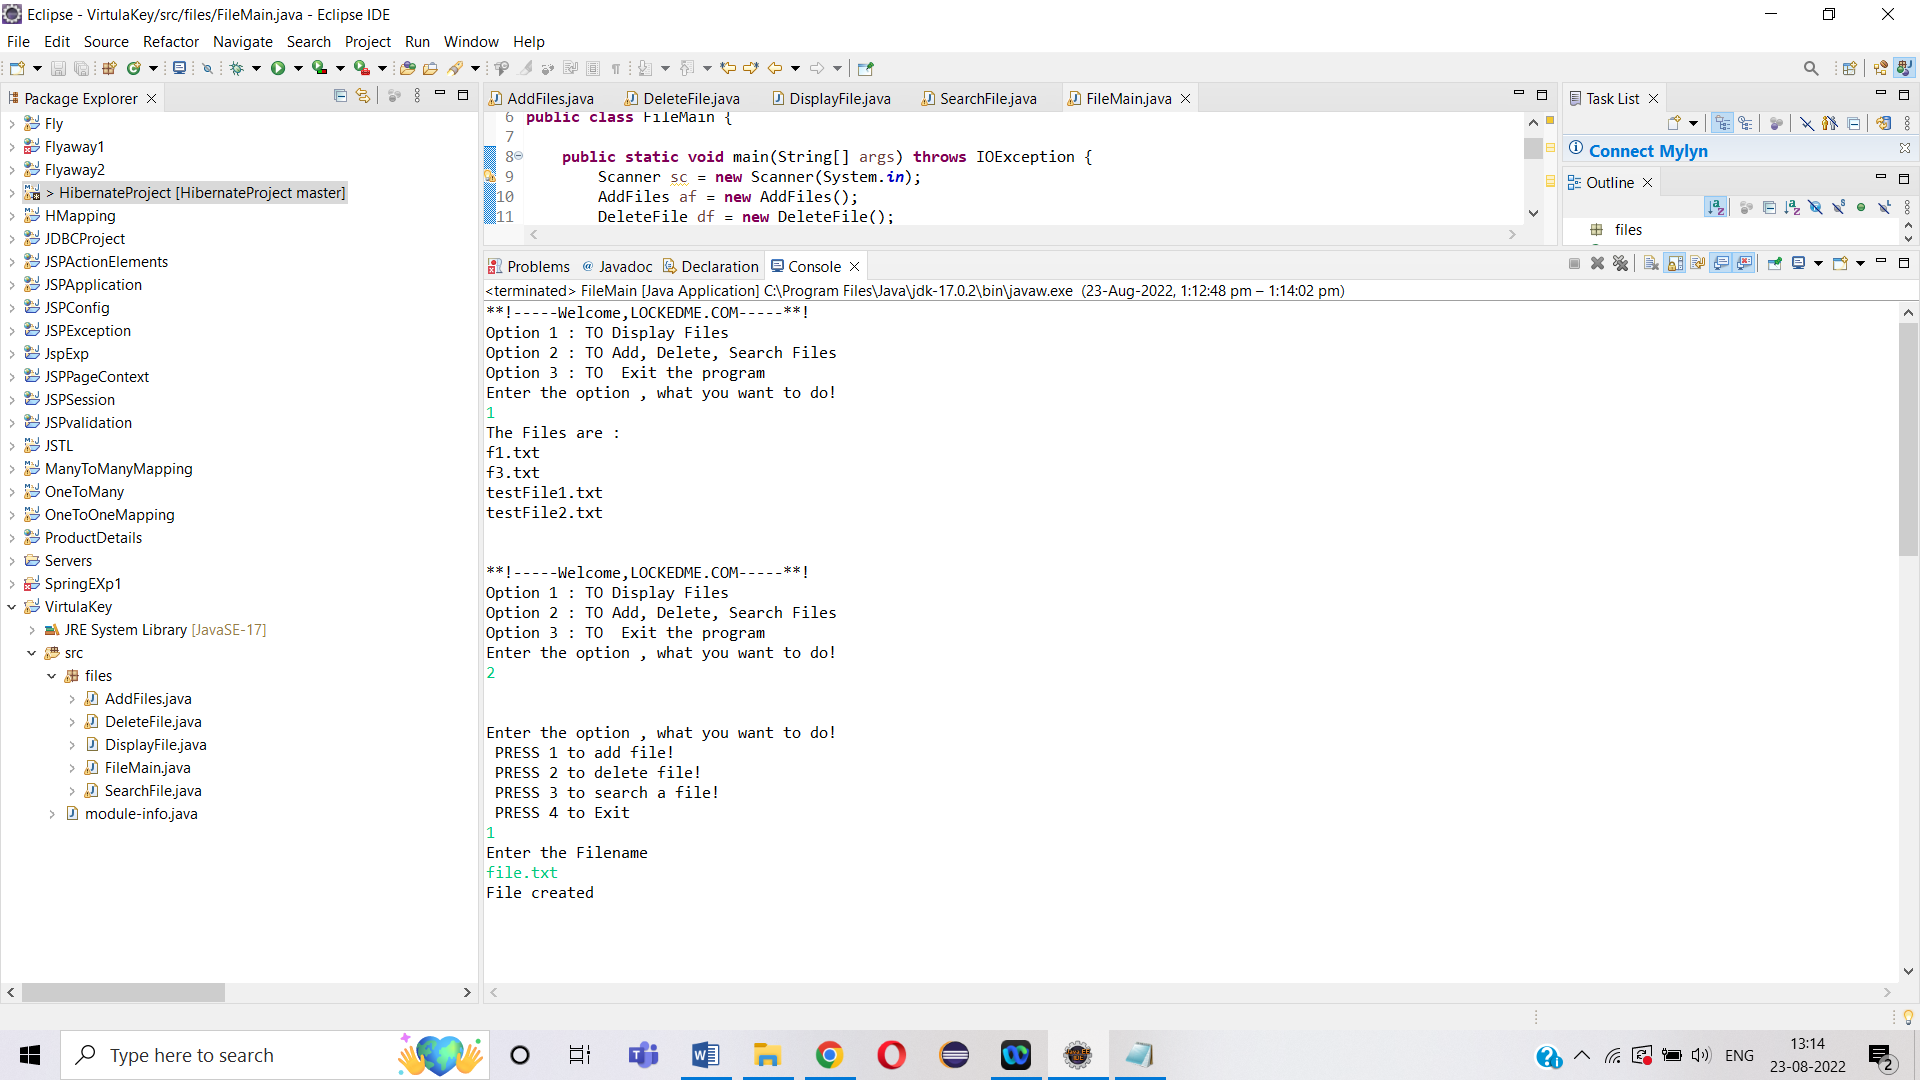 Eclipse - VirtulaKey/src/files/FileMain.java - Eclipse IDE
File Edit Source Refactor Navigate Search Project Run Window Help
Package Explorer
Fly
Flyaway1
Flyaway2
> HibernateProject [HibernateProject master]
HMapping
JDBCProject
JSPActionElements
JSPApplication
JSPConfig
JSPException
JspExp
JSPPageContext
JSPSession
JSPvalidation
JSTL
ManyToManyMapping
OneToMany
OneToOneMapping
ProductDetails
Servers
SpringEXp1
VirtulaKey
JRE System Library [JavaSE-17]
src
files
AddFiles.java
DeleteFile.java
DisplayFile.java
FileMain.java
SearchFile.java
module-info.java
AddFiles.java DeleteFile.java DisplayFile.java SearchFile.java FileMain.java
6 public class FileMain {
7
8 public static void main(String[] args) throws IOException {
9 Scanner sc = new Scanner(System.in);
10 AddFiles af = new AddFiles();
11 DeleteFile df = new DeleteFile();
Task List
Connect Mylyn
Outline
files
Problems Javadoc Declaration Console
<terminated> FileMain [Java Application] C:\Program Files\Java\jdk-17.0.2\bin\javaw.exe (23-Aug-2022, 1:12:48 pm – 1:14:02 pm)
**!-----Welcome,LOCKEDME.COM-----**!
Option 1 : TO Display Files
Option 2 : TO Add, Delete, Search Files
Option 3 : TO  Exit the program
Enter the option , what you want to do!
1
The Files are :
f1.txt
f3.txt
testFile1.txt
testFile2.txt
**!-----Welcome,LOCKEDME.COM-----**!
Option 1 : TO Display Files
Option 2 : TO Add, Delete, Search Files
Option 3 : TO  Exit the program
Enter the option , what you want to do!
2
Enter the option , what you want to do!
PRESS 1 to add file!
PRESS 2 to delete file!
PRESS 3 to search a file!
PRESS 4 to Exit
1
Enter the Filename
file.txt
File created
Type here to search
ENG
13:14
23-08-2022
2